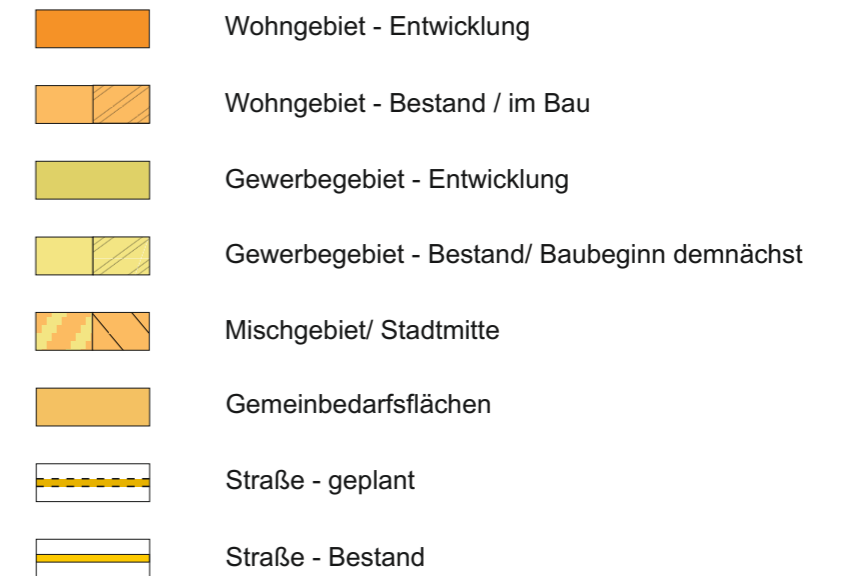 Wohngebiet - Entwicklung
Wohngebiet - Bestand / im Bau
Gewerbegebiet - Entwicklung
Gewerbegebiet - Bestand/ Baubeginn demnächst
Mischgebiet/ Stadtmitte
Gemeinbedarfsflächen
Straße - geplant
Straße - Bestand